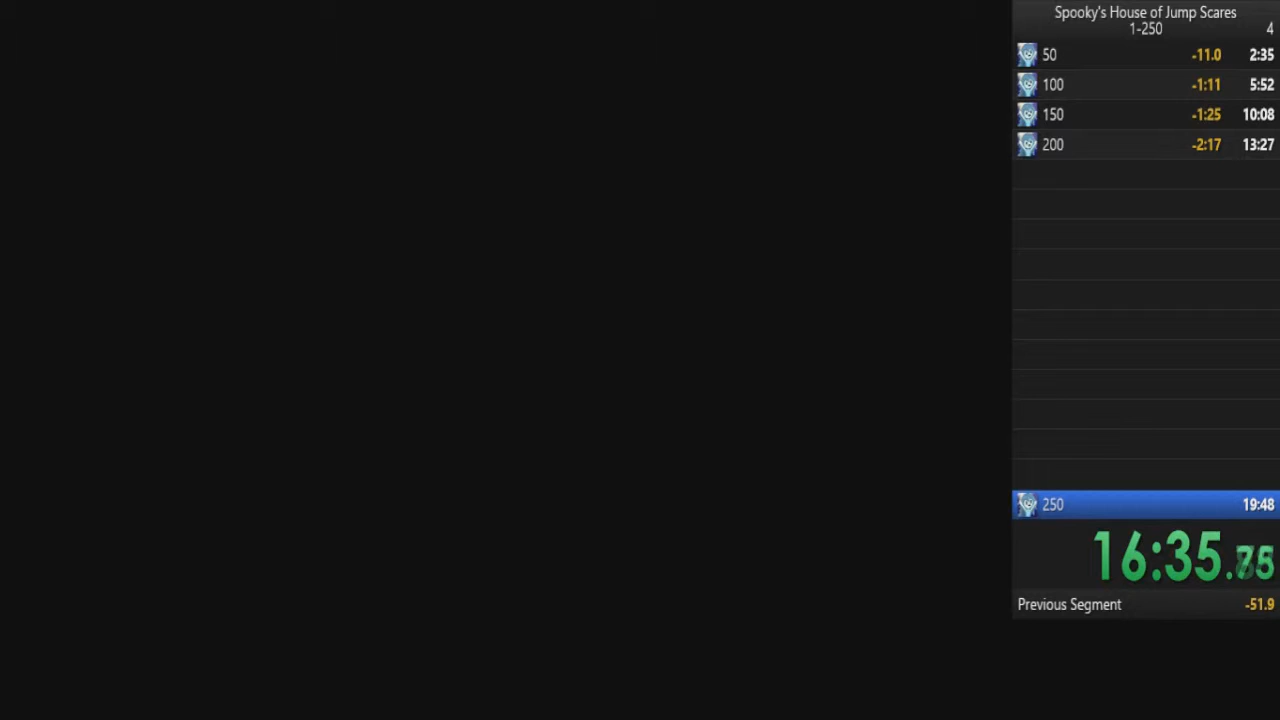 Spooky's House of Jump Scares
1-250 4
50 -11.0 2:35
100 -1:11 5:52
150 -1:25 10:08
200 -2:17 13:27
250 19:48
16:35.75
Previous Segment -51.9